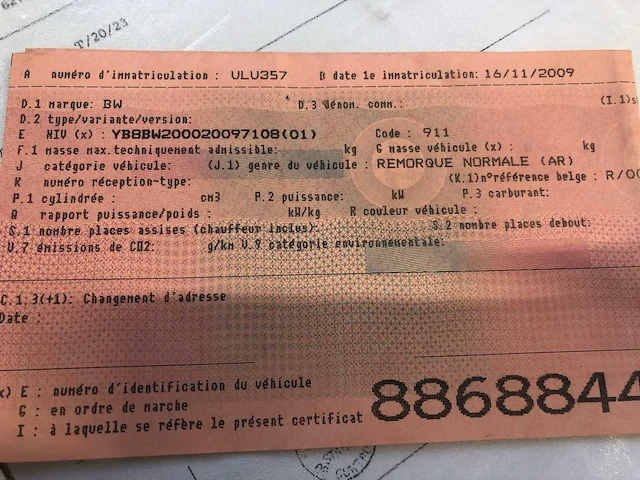 T/20/23
A numéro d'immatriculation : ULU357 B date 1e immatriculation: 16/11/2009
D.1 marque: BW D.3 dénom. comm.: (I.1)
D.2 type/variante/version:
E NIV (x) : YB8BW200020097108(01) Code : 911
F.1 masse max.techniquement admissible: kg G masse véhicule (x) : kg
J catégorie véhicule: (J.1) genre du véhicule : REMORQUE NORMALE (AR)
K numéro réception-type: (K.1)nºréférence belge : R/00
P.1 cylindrée : cm3 P.2 puissance: kW P.3 carburant:
Q rapport puissance/poids : kW/kg R couleur véhicule :
S.1 nombre places assises (chauffeur inclus) S.2 nombre places debout:
V.7 émissions de CO2: g/km V.9 catégorie environnementale:
C.1.3(+1): Changement d'adresse
Date :
x) E : numéro d'identification du véhicule
G : en ordre de marche
I : à laquelle se réfère le présent certificat
8868844